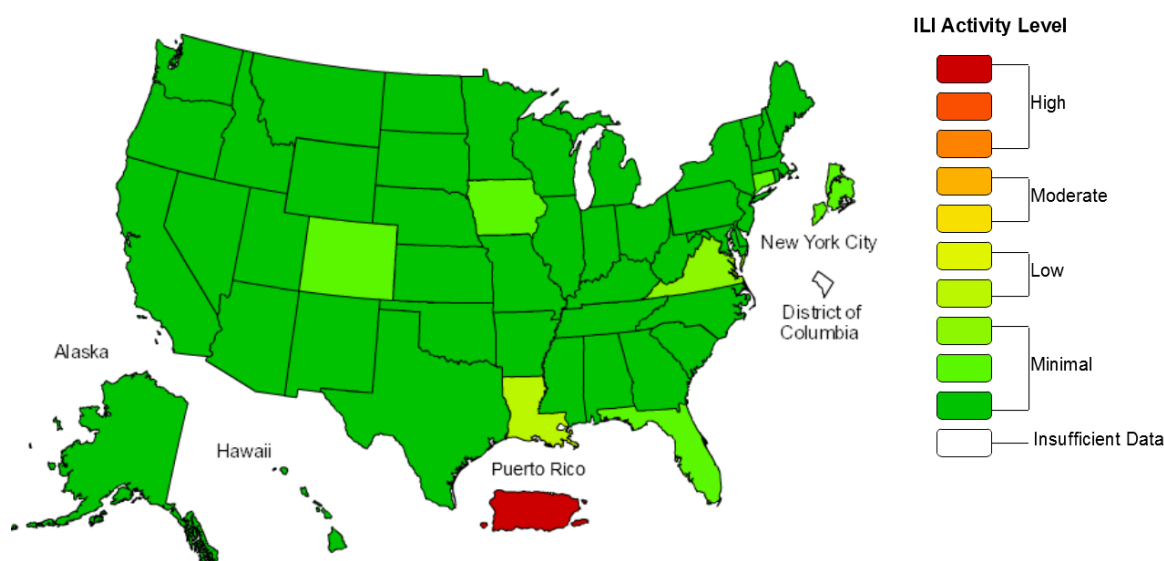 ILI Activity Level
High
Moderate
New York City
Low
District of
Columbia
Alaska
Minimal
Insufficient Data
Hawaii
Puerto Rico